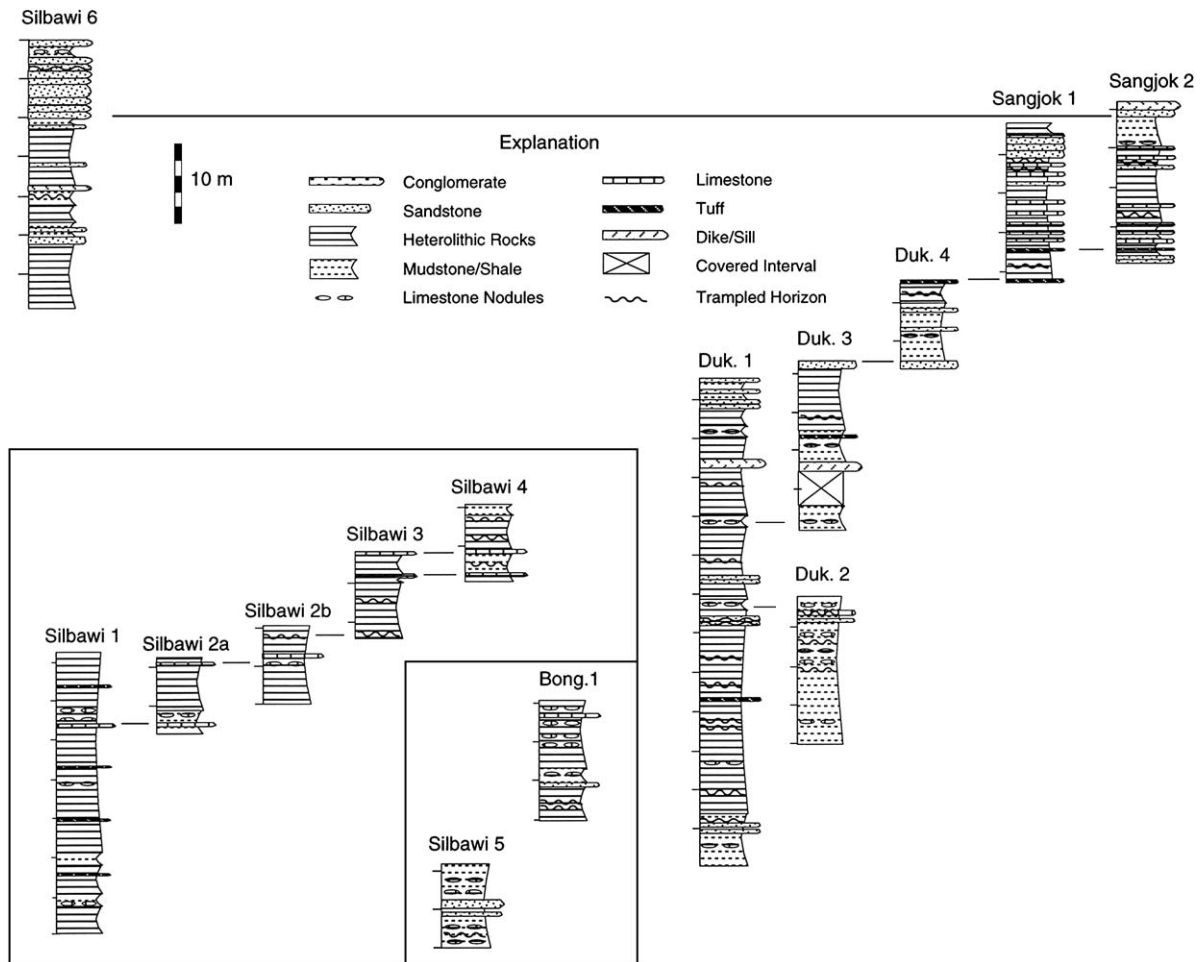 Silbawi 6
Sangjok 1
Sangjok 2
10 m
Explanation
Conglomerate
Sandstone
Heterolithic Rocks
Mudstone/Shale
Limestone Nodules
Limestone
Tuff
Dike/Sill
Covered Interval
Trampled Horizon
Duk. 4
Duk. 3
Duk. 1
Duk. 2
Silbawi 4
Silbawi 3
Silbawi 2b
Silbawi 2a
Silbawi 1
Bong.1
Silbawi 5